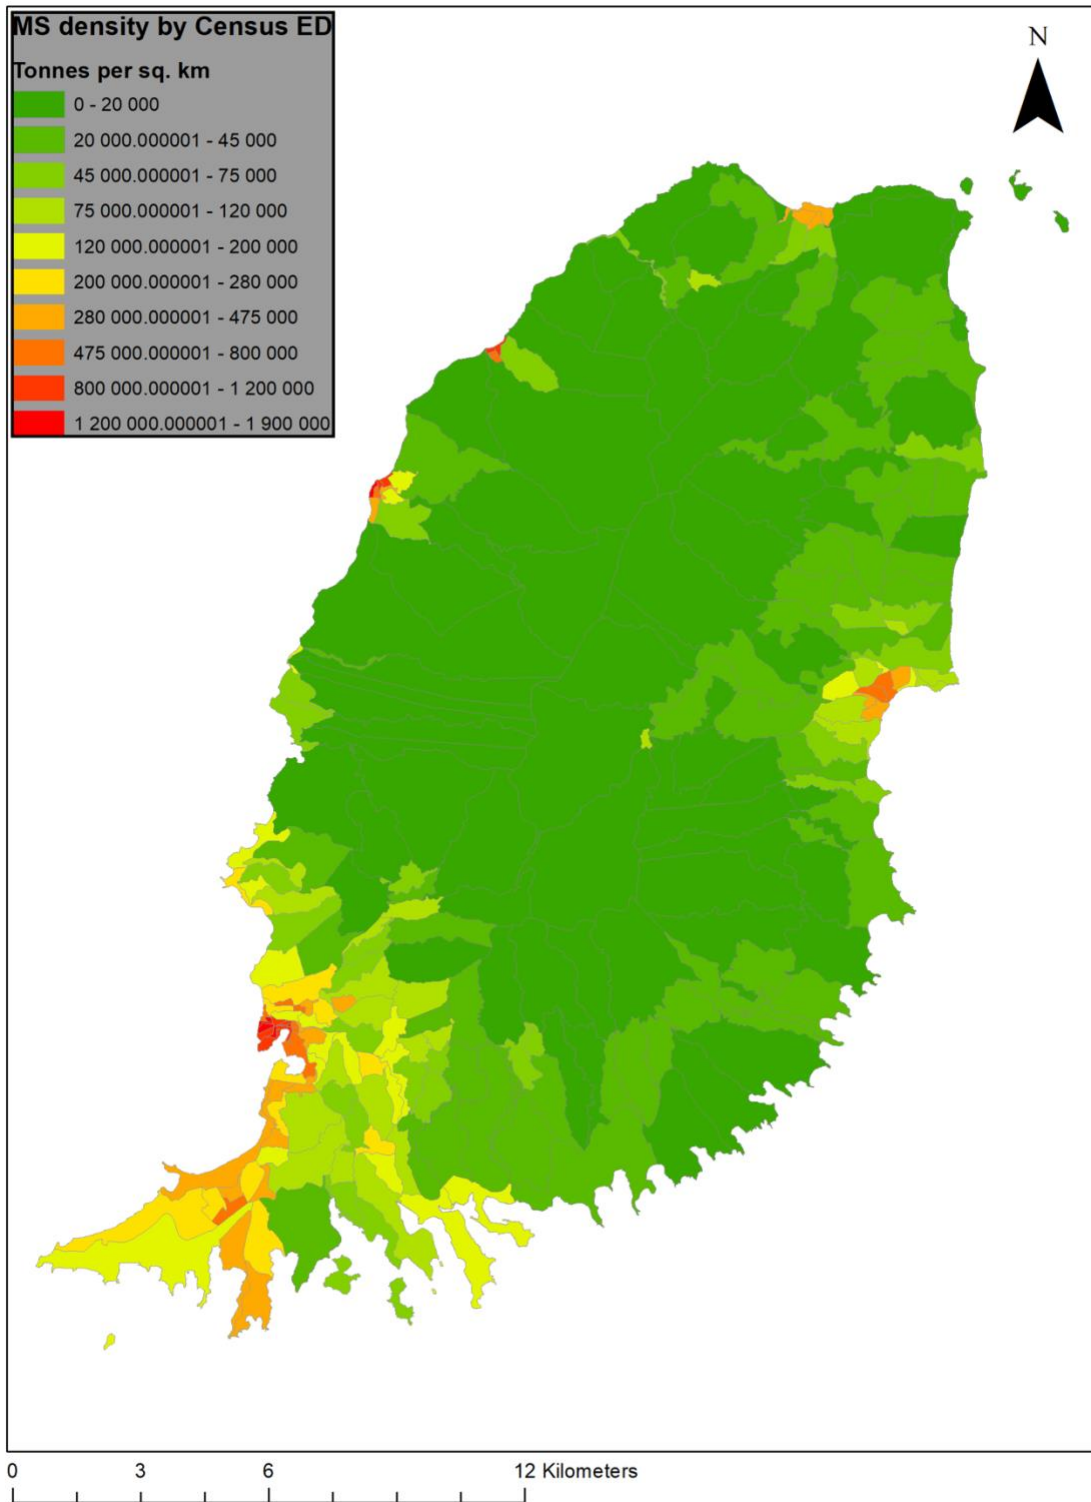 MS density by Census ED
Tonnes per sq. km
0 - 20 000
20 000.000001 - 45 000
45 000.000001 - 75 000
75 000.000001 - 120 000
120 000.000001 - 200 000
200 000.000001 - 280 000
280 000.000001 - 475 000
475 000.000001 - 800 000
800 000.000001 - 1 200 000
1 200 000.000001 - 1 900 000
N
0 3 6 12 Kilometers